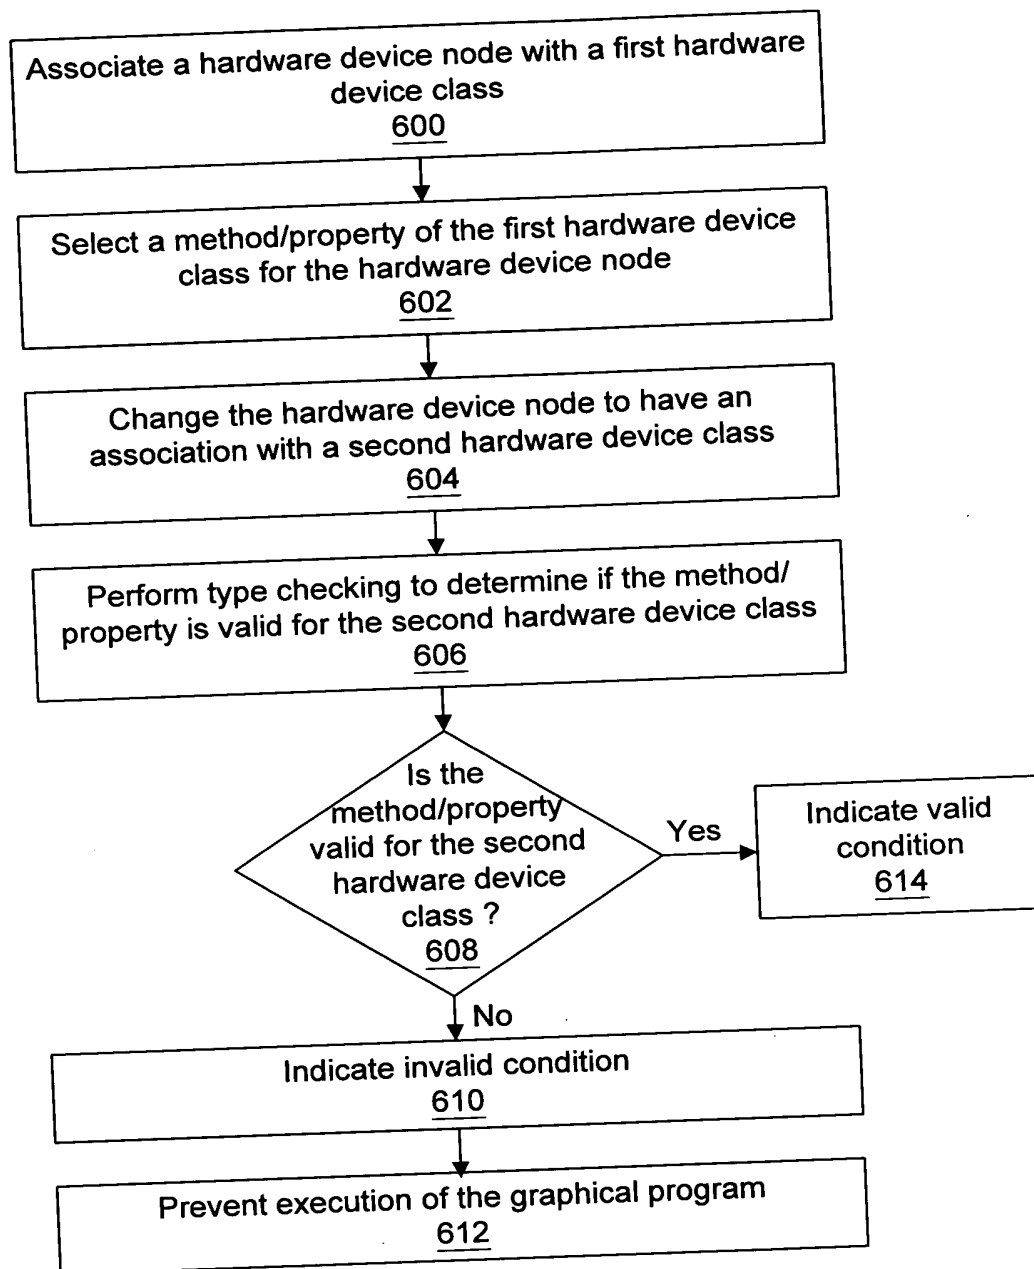 Associate a hardware device node with a first hardware
device class
600
Select a method/property of the first hardware device
class for the hardware device node
602
Change the hardware device node to have an
association with a second hardware device class
604
Perform type checking to determine if the method/
property is valid for the second hardware device class
606
Is the
method/property
valid for the second
hardware device
class ?
608
Yes
Indicate valid
condition
614
No
Indicate invalid condition
610
Prevent execution of the graphical program
612